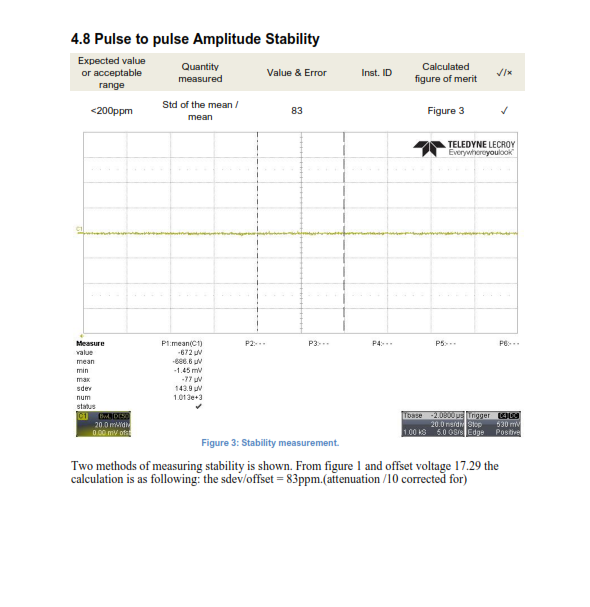 4.8 Pulse to pulse Amplitude Stability
Expected value or acceptable range Quantity measured Value & Error Inst. ID Calculated figure of merit ✓/×
<200ppm Std of the mean / mean 83 Figure 3 ✓
TELEDYNE LECROY
Everywhereyoulook
C1
Measure P1:mean(C1) P2:--- P3:--- P4:--- P5:--- P6:---
value -672 µV
mean -686.6 µV
min -1.45 mV
max -77 µV
sdev 143.9 µV
num 1.013e+3
status ✔
C1 Tbase -2.0800 µs Trigger C4 DC
20.0 mV/div 20.0 ns/div Stop 530 mV
0.00 mV ofst 1.00 kS 5.0 GS/s Edge Positive
Figure 3: Stability measurement.
Two methods of measuring stability is shown. From figure 1 and offset voltage 17.29 the
calculation is as following: the sdev/offset = 83ppm.(attenuation /10 corrected for)